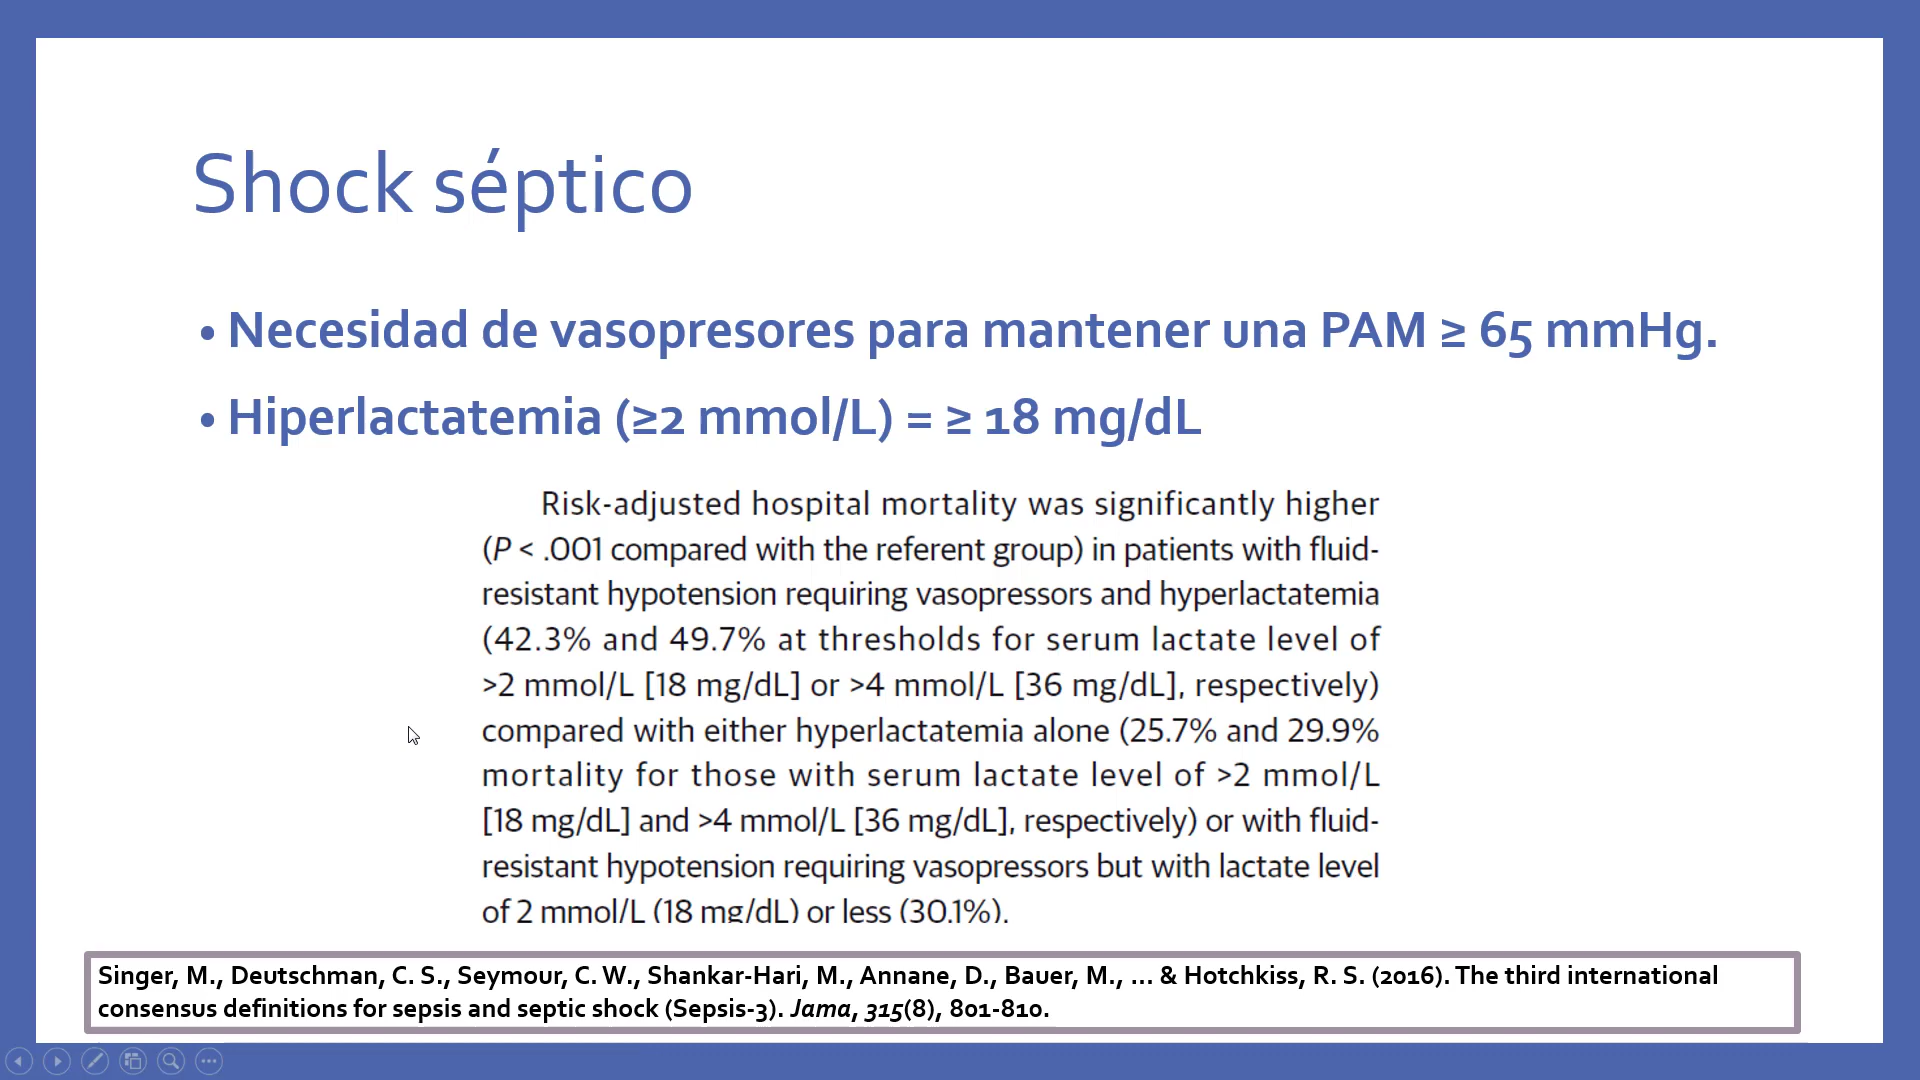 Shock séptico
• Necesidad de vasopresores para mantener una PAM ≥ 65 mmHg.
• Hiperlactatemia (≥2 mmol/L) = ≥ 18 mg/dL
Risk-adjusted hospital mortality was significantly higher
(P < .001 compared with the referent group) in patients with fluid-
resistant hypotension requiring vasopressors and hyperlactatemia
(42.3% and 49.7% at thresholds for serum lactate level of
>2 mmol/L [18 mg/dL] or >4 mmol/L [36 mg/dL], respectively)
compared with either hyperlactatemia alone (25.7% and 29.9%
mortality for those with serum lactate level of >2 mmol/L
[18 mg/dL] and >4 mmol/L [36 mg/dL], respectively) or with fluid-
resistant hypotension requiring vasopressors but with lactate level
of 2 mmol/L (18 mg/dL) or less (30.1%).
Singer, M., Deutschman, C. S., Seymour, C. W., Shankar-Hari, M., Annane, D., Bauer, M., ... & Hotchkiss, R. S. (2016). The third international
consensus definitions for sepsis and septic shock (Sepsis-3). Jama, 315(8), 801-810.